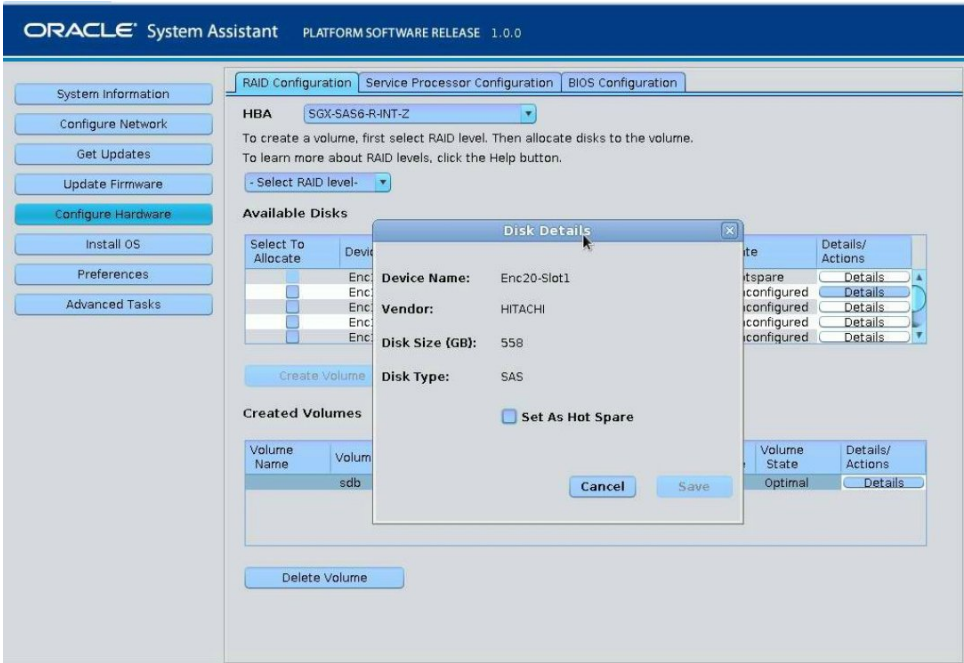 ORACLE System Assistant PLATFORM SOFTWARE RELEASE 1.0.0
System Information
Configure Network
Get Updates
Update Firmware
Configure Hardware
Install OS
Preferences
Advanced Tasks
RAID Configuration Service Processor Configuration BIOS Configuration
HBA SGX-SAS6-R-INT-Z
To create a volume, first select RAID level. Then allocate disks to the volume.
To learn more about RAID levels, click the Help button.
- Select RAID level-
Available Disks
Select To Allocate
Details/ Actions
Details
Details
Details
Details
Details
Disk Details
Device Name: Enc20-Slot1
Vendor: HITACHI
Disk Size (GB): 558
Disk Type: SAS
Set As Hot Spare
Cancel Save
Create Volume
Created Volumes
Volume Name
Volume State
Details/ Actions
sdb Optimal Details
Delete Volume